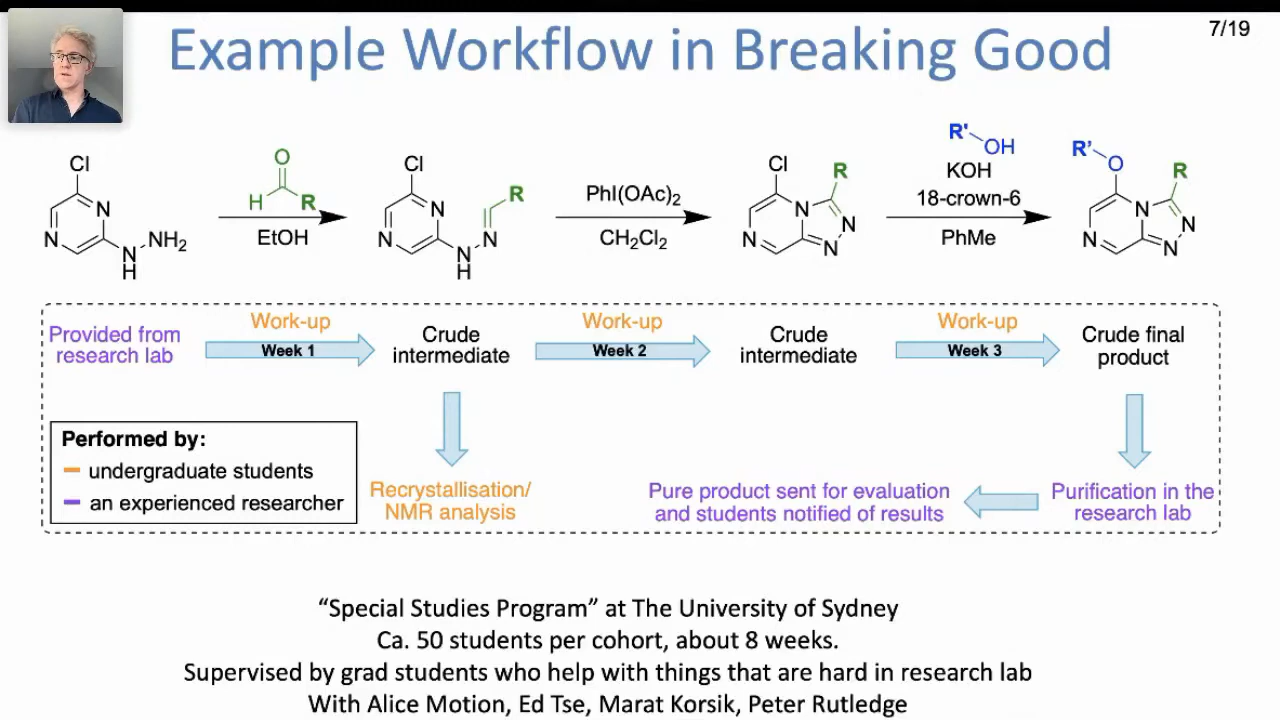 7/19
Example Workflow in Breaking Good
Cl
N
N
N
H
NH₂
O
H
R
EtOH
Cl
N
N
N
H
N
R
PhI(OAc)₂
CH₂Cl₂
Cl
R
N
N
N
N
R'
OH
KOH
18-crown-6
PhMe
R'
O
R
N
N
N
N
Provided from
research lab
Work-up
Week 1
Crude
intermediate
Work-up
Week 2
Crude
intermediate
Work-up
Week 3
Crude final
product
Performed by:
undergraduate students
an experienced researcher
Recrystallisation/
NMR analysis
Pure product sent for evaluation
and students notified of results
Purification in the
research lab
“Special Studies Program” at The University of Sydney
Ca. 50 students per cohort, about 8 weeks.
Supervised by grad students who help with things that are hard in research lab
With Alice Motion, Ed Tse, Marat Korsik, Peter Rutledge